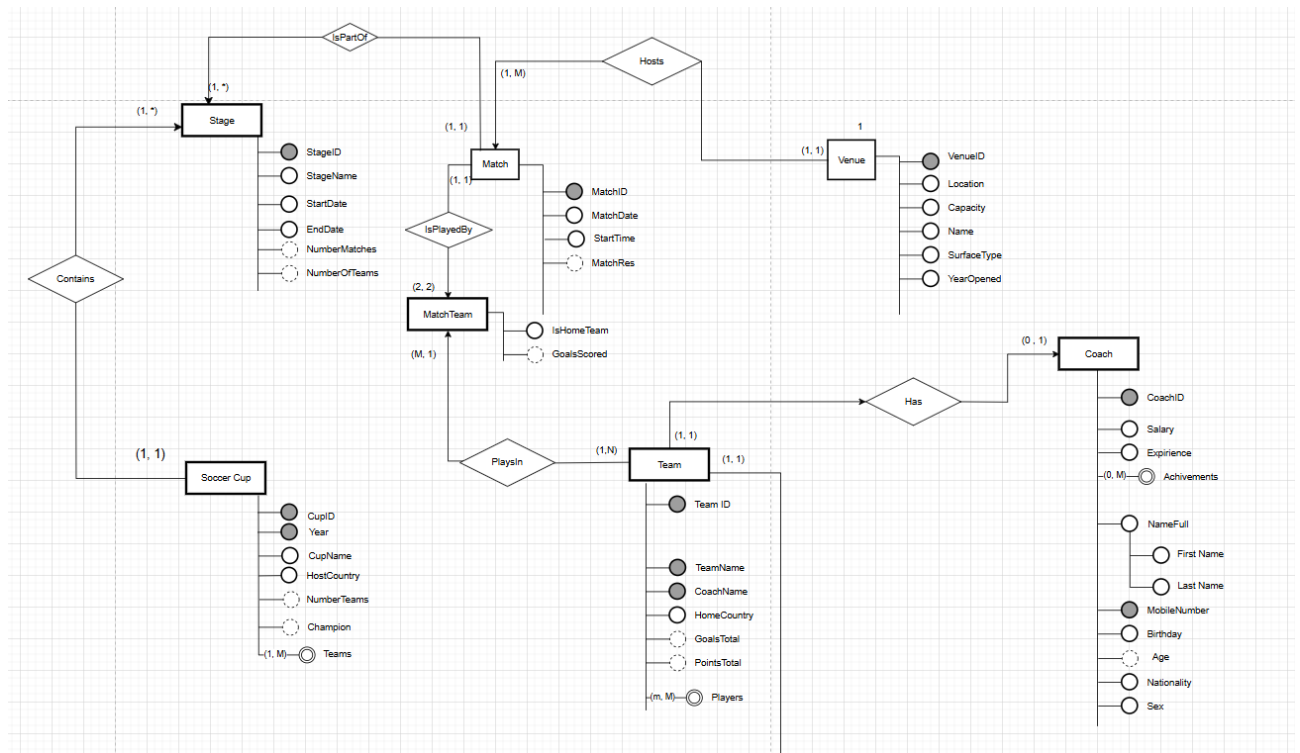 IsPartOf
Hosts
(1, M)
(1, *)
(1, *)
Stage
(1, 1)
1
Match
(1, 1)
(1, 1)
Venue
StageID
StageName
StartDate
EndDate
NumberMatches
NumberOfTeams
MatchID
MatchDate
StartTime
MatchRes
VenueID
Location
Capacity
Name
SurfaceType
YearOpened
IsPlayedBy
Contains
(2, 2)
MatchTeam
IsHomeTeam
GoalsScored
(M, 1)
(0 , 1)
Coach
Has
CoachID
Salary
Expirience
(0, M)
Achivements
NameFull
First Name
Last Name
MobileNumber
Birthday
Age
Nationality
Sex
(1, 1)
PlaysIn
(1,N)
Team
(1, 1)
(1, 1)
Soccer Cup
CupID
Year
CupName
HostCountry
NumberTeams
Champion
(1, M)
Teams
Team ID
TeamName
CoachName
HomeCountry
GoalsTotal
PointsTotal
(m, M)
Players